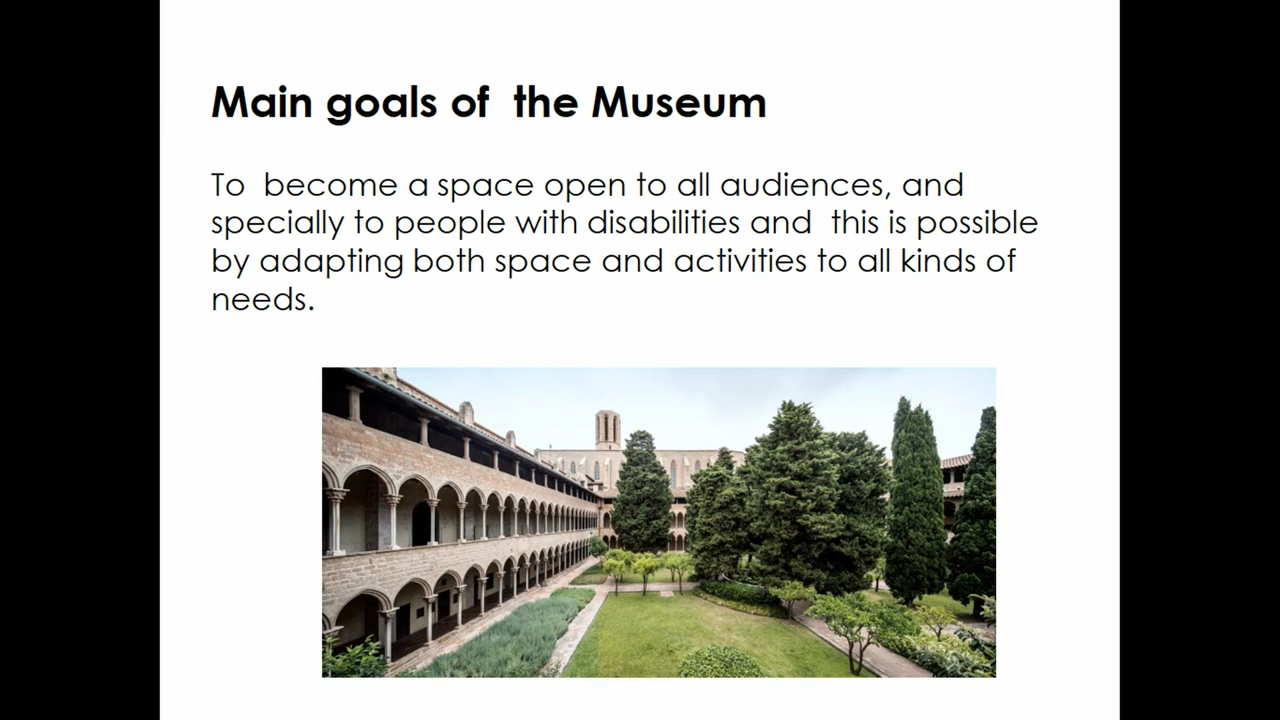 Main goals of  the Museum
To  become a space open to all audiences, and
specially to people with disabilities and  this is possible
by adapting both space and activities to all kinds of
needs.